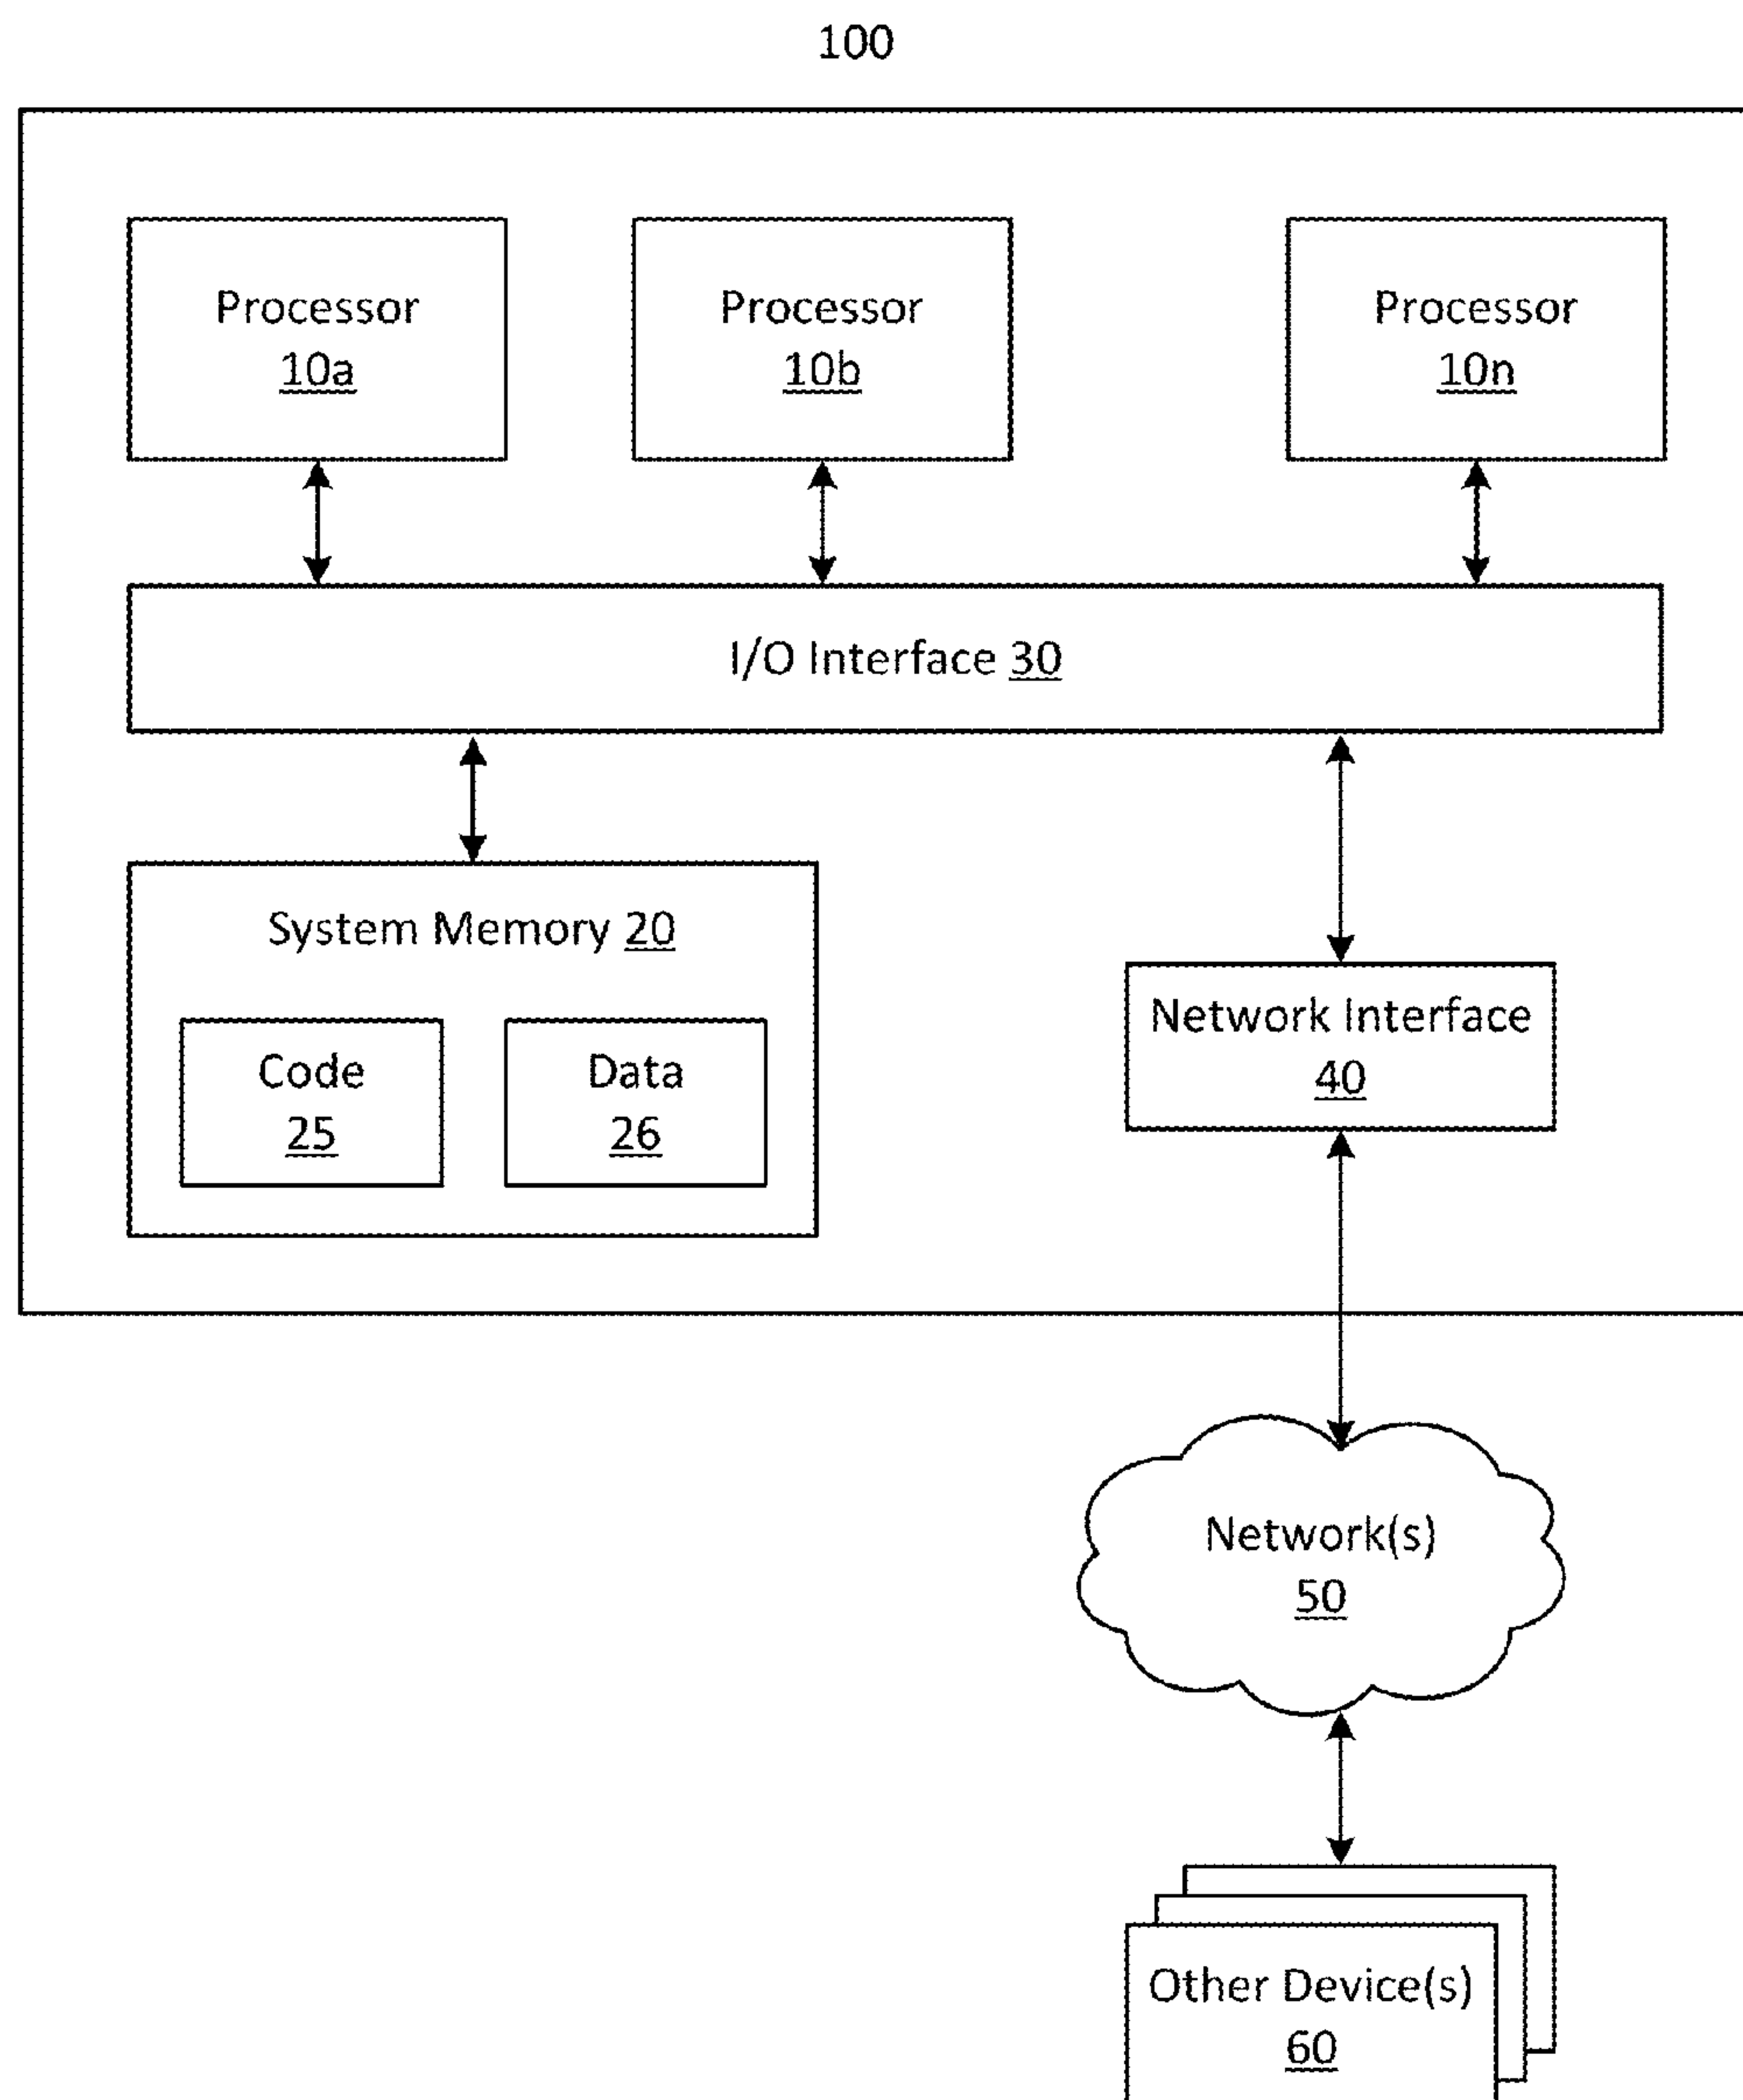 100
Processor
10a
Processor
10b
Processor
10n
I/O Interface 30
System Memory 20
Code
25
Data
26
Network Interface
40
Network(s)
50
Other Device(s)
60